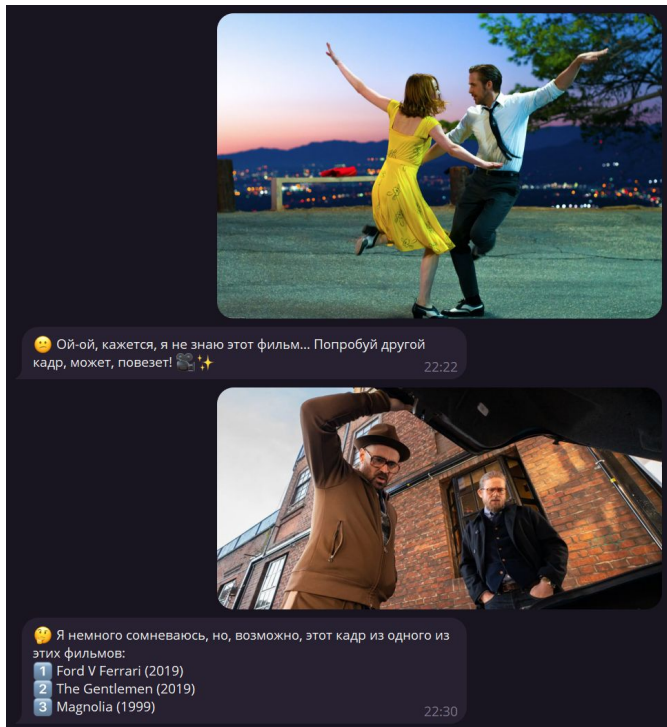 😕 Ой-ой, кажется, я не знаю этот фильм... Попробуй другой
кадр, может, повезет! 🎥✨
22:22
🤔 Я немного сомневаюсь, но, возможно, этот кадр из одного из
этих фильмов:
1️⃣ Ford V Ferrari (2019)
2️⃣ The Gentlemen (2019)
3️⃣ Magnolia (1999)
22:30